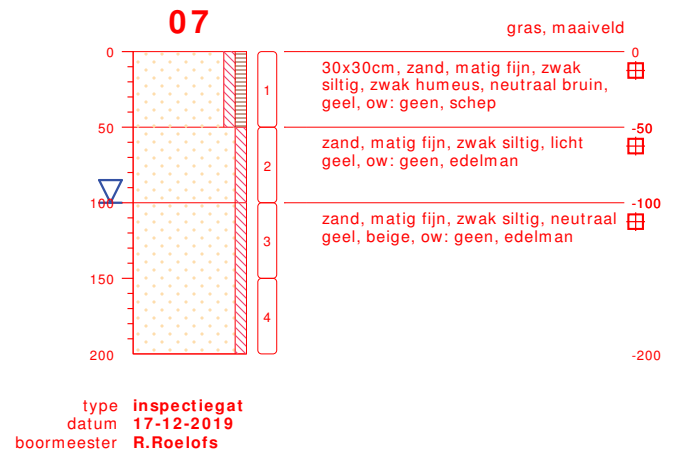 07
gras, maaiveld
0
0
30x30cm, zand, matig fijn, zwak
siltig, zwak humeus, neutraal bruin,
geel, ow: geen, schep
1
50
-50
zand, matig fijn, zwak siltig, licht
geel, ow: geen, edelman
2
100
-100
zand, matig fijn, zwak siltig, neutraal
geel, beige, ow: geen, edelman
3
150
4
200
-200
type inspectiegat
datum 17-12-2019
boormeester R.Roelofs